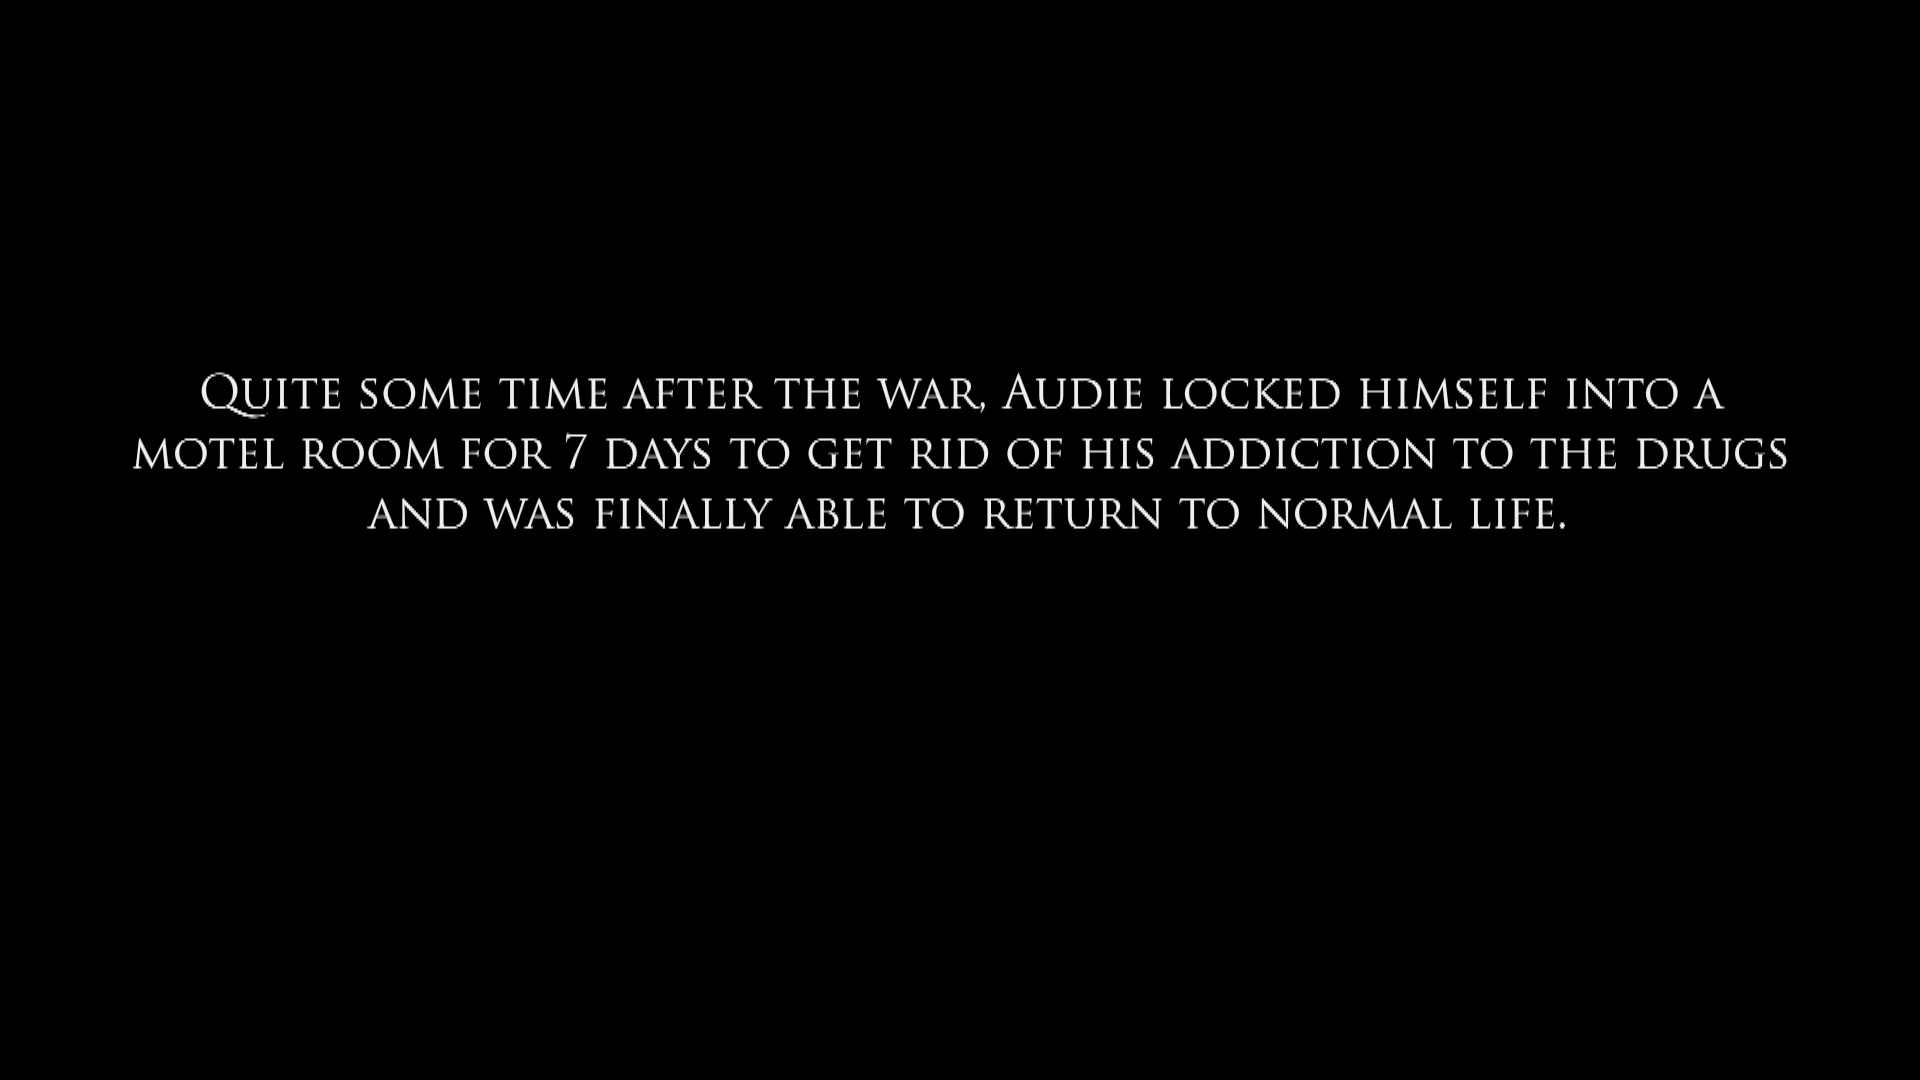 Quite some time after the war, Audie locked himself into a
motel room for 7 days to get rid of his addiction to the drugs
and was finally able to return to normal life.